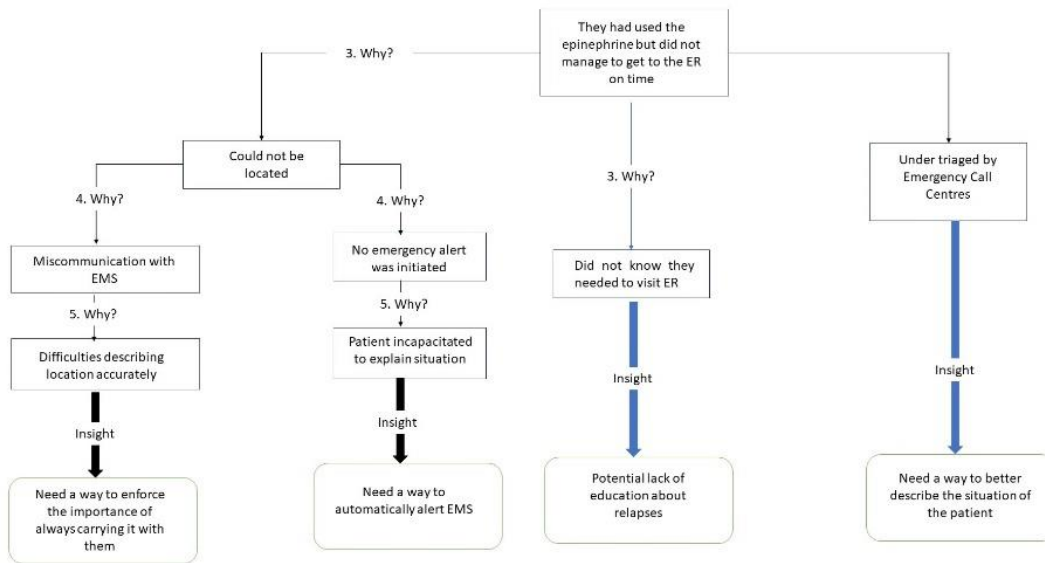 They had used the
epinephrine but did not
manage to get to the ER
on time
3. Why?
Could not be
located
3. Why?
Under triaged by
Emergency Call
Centres
4. Why?
4. Why?
Miscommunication with
EMS
No emergency alert
was initiated
Did not know they
needed to visit ER
5. Why?
5. Why?
Difficulties describing
location accurately
Patient incapacitated
to explain situation
Insight
Insight
Insight
Insight
Need a way to enforce
the importance of
always carrying it with
them
Need a way to
automatically alert EMS
Potential lack of
education about
relapses
Need a way to better
describe the situation of
the patient